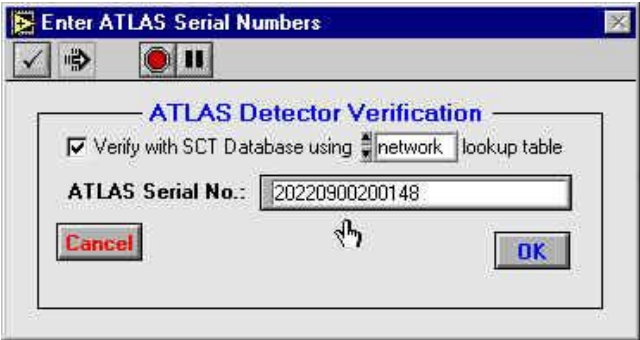 Enter ATLAS Serial Numbers
ATLAS Detector Verification
Verify with SCT Database using network lookup table
ATLAS Serial No.: 20220900200148
Cancel
OK